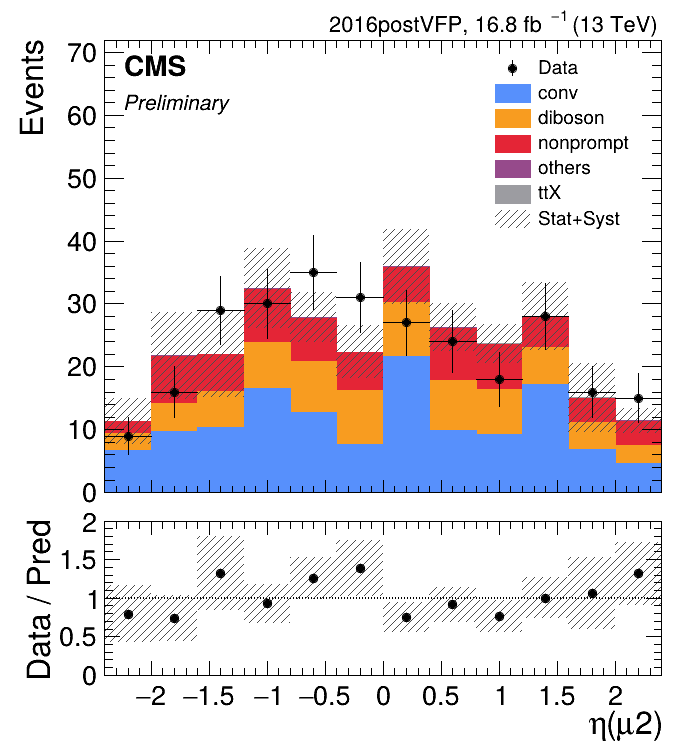 2016postVFP, 16.8 fb ⁻¹ (13 TeV)
CMS
Preliminary
Events
70
60
50
40
30
20
10
0
Data
conv
diboson
nonprompt
others
ttX
Stat+Syst
Data / Pred
2
1.5
1
0.5
0
−2 −1.5 −1 −0.5 0 0.5 1 1.5 2
η(μ2)